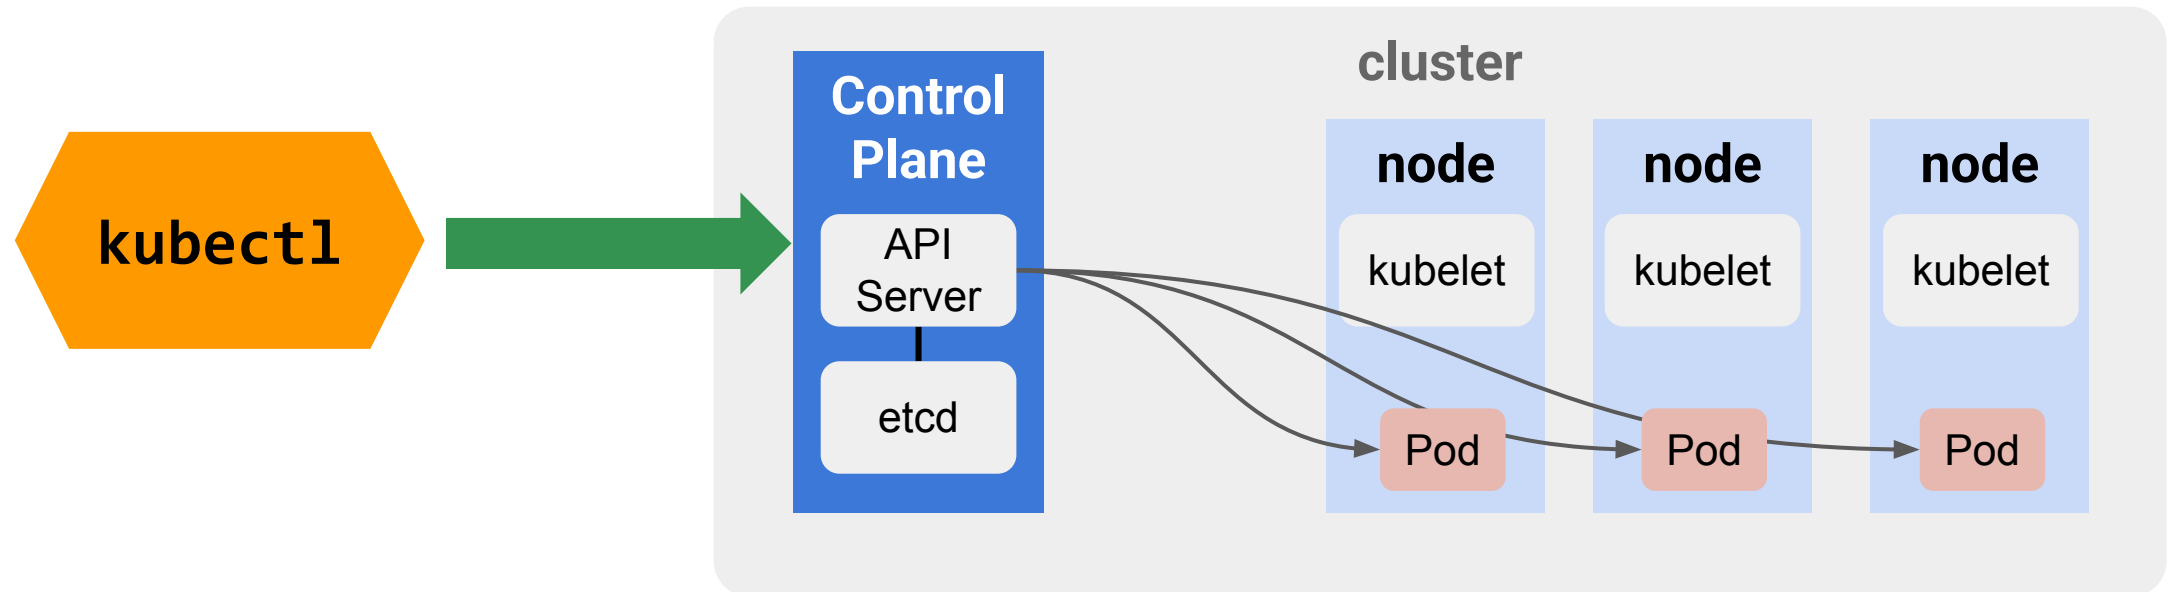 kubectl
Control
Plane
API
Server
etcd
cluster
node
kubelet
Pod
node
kubelet
Pod
node
kubelet
Pod